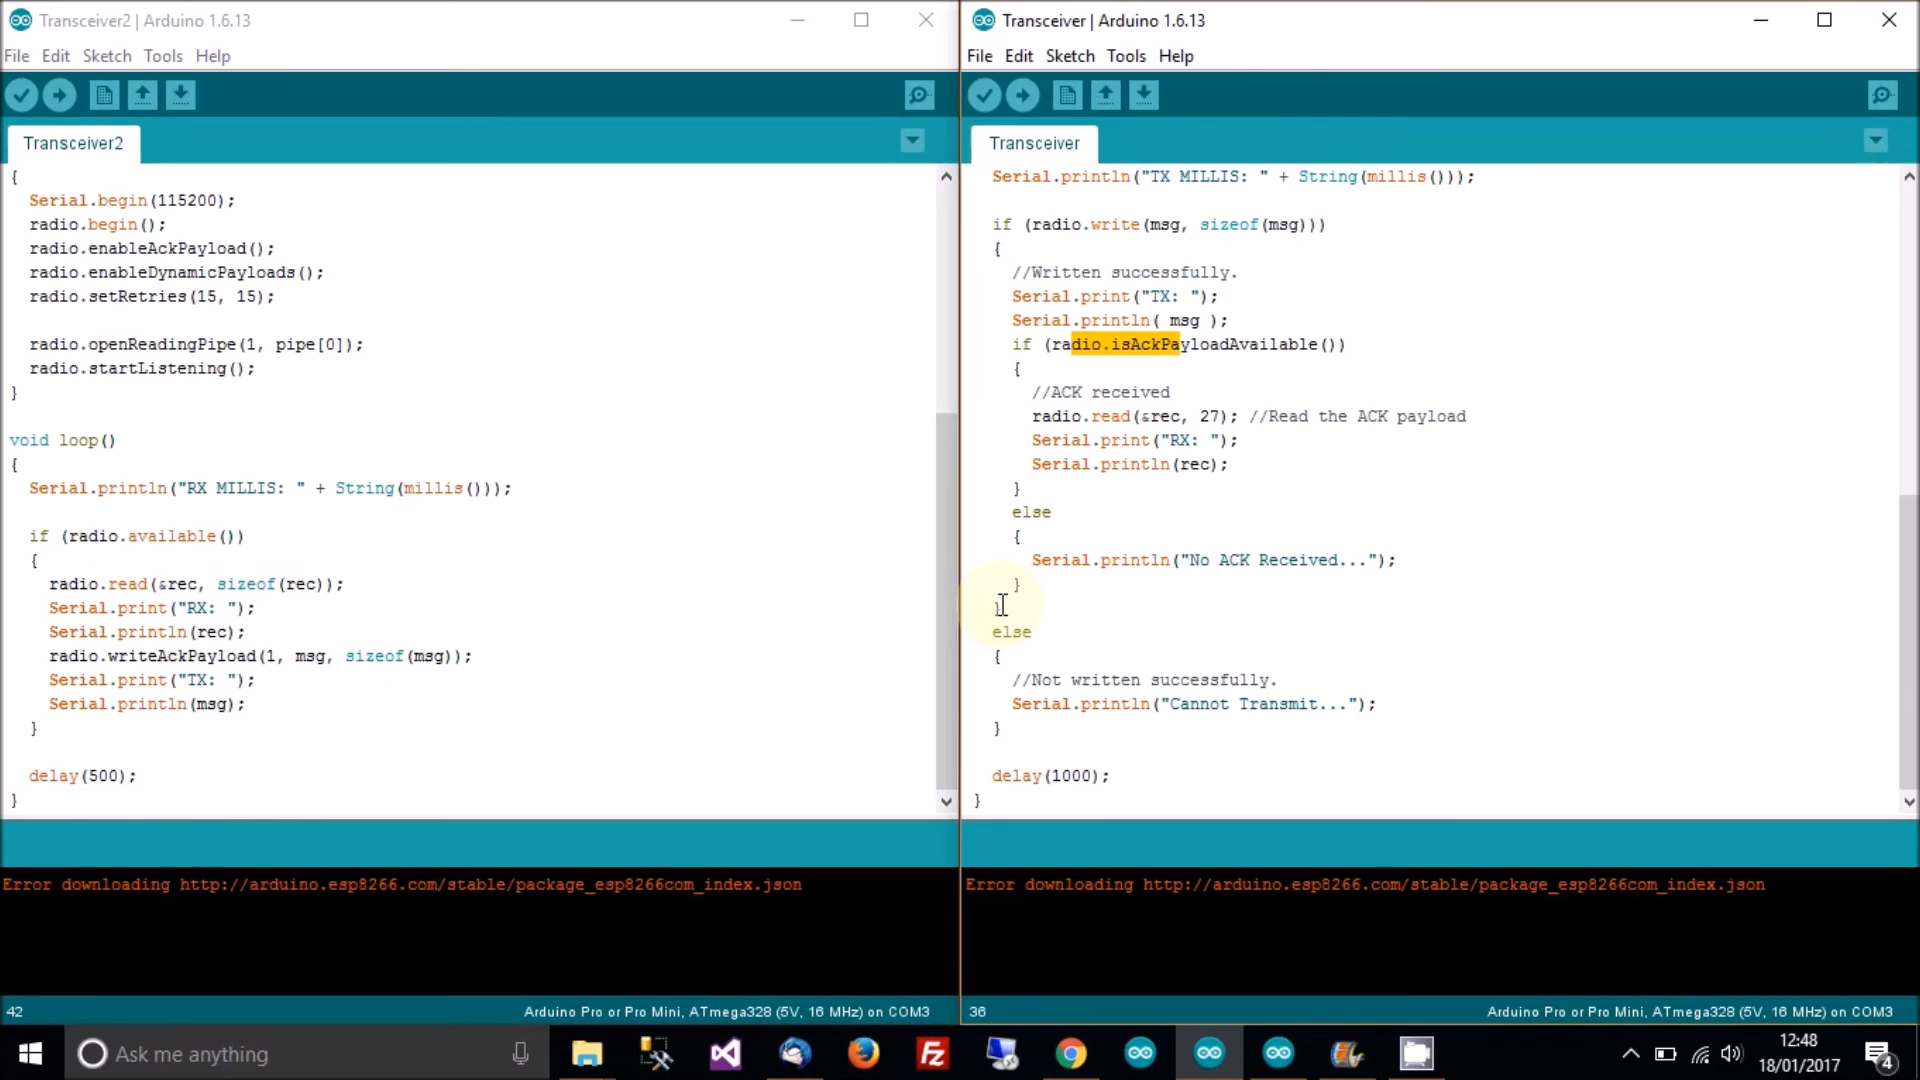 Transceiver2 | Arduino 1.6.13
File Edit Sketch Tools Help
Transceiver2
{
Serial.begin(115200);
radio.begin();
radio.enableAckPayload();
radio.enableDynamicPayloads();
radio.setRetries(15, 15);
radio.openReadingPipe(1, pipe[0]);
radio.startListening();
}
void loop()
{
Serial.println("RX MILLIS: " + String(millis()));
if (radio.available())
{
radio.read(&rec, sizeof(rec));
Serial.print("RX: ");
Serial.println(rec);
radio.writeAckPayload(1, msg, sizeof(msg));
Serial.print("TX: ");
Serial.println(msg);
}
delay(500);
}
Error downloading http://arduino.esp8266.com/stable/package_esp8266com_index.json
42
Arduino Pro or Pro Mini, ATmega328 (5V, 16 MHz) on COM3
Transceiver | Arduino 1.6.13
File Edit Sketch Tools Help
Transceiver
Serial.println("TX MILLIS: " + String(millis()));
if (radio.write(msg, sizeof(msg)))
{
//Written successfully.
Serial.print("TX: ");
Serial.println( msg );
if (radio.isAckPayloadAvailable())
{
//ACK received
radio.read(&rec, 27); //Read the ACK payload
Serial.print("RX: ");
Serial.println(rec);
}
else
{
Serial.println("No ACK Received...");
}
}
else
{
//Not written successfully.
Serial.println("Cannot Transmit...");
}
delay(1000);
}
Error downloading http://arduino.esp8266.com/stable/package_esp8266com_index.json
36
Arduino Pro or Pro Mini, ATmega328 (5V, 16 MHz) on COM3
Ask me anything
Fz
12:48
18/01/2017
4